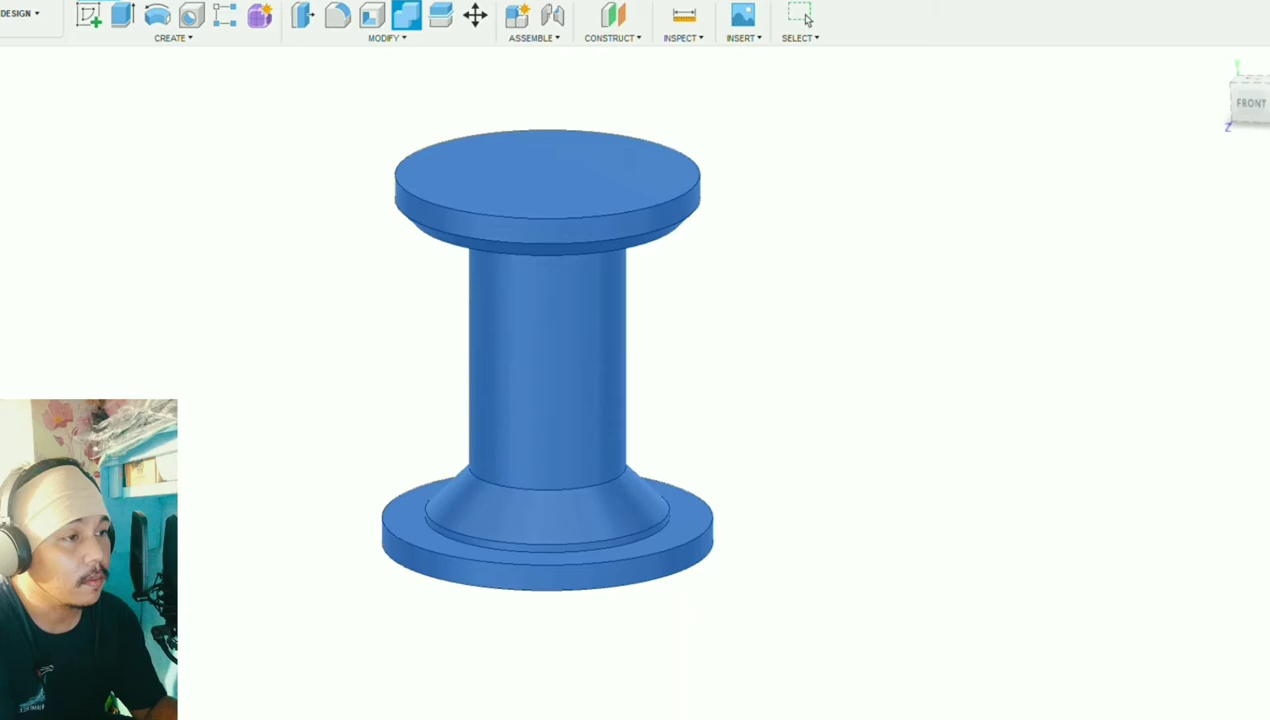 DESIGN
CREATE
MODIFY
ASSEMBLE
CONSTRUCT
INSPECT
INSERT
SELECT
Y
FRONT
Z